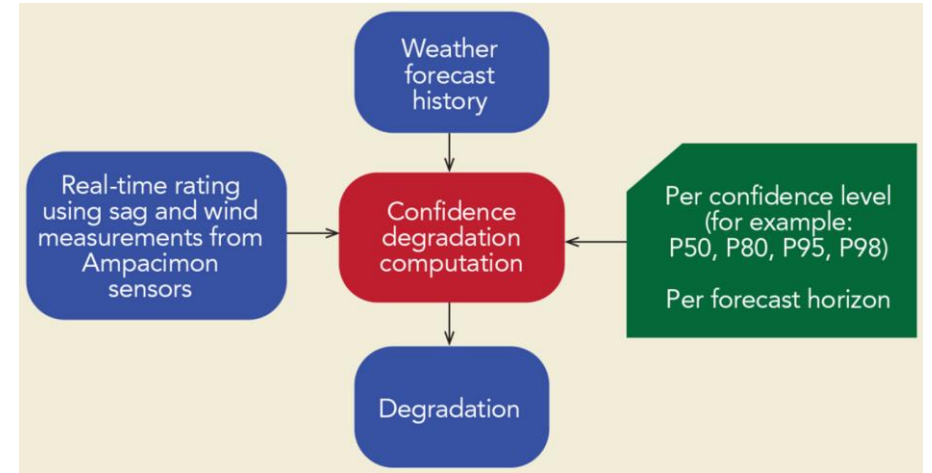 Weather
forecast
history
Real-time rating
using sag and wind
measurements from
Ampacimon
sensors
Confidence
degradation
computation
Per confidence level
(for example:
P50, P80, P95, P98)
Per forecast horizon
Degradation